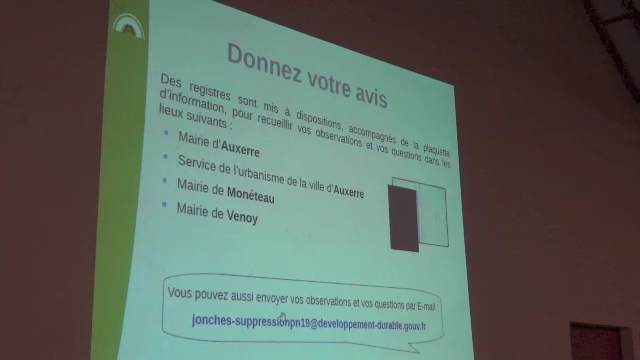 Donnez votre avis
Des registres sont mis à dispositions, accompagnés de la plaquette
d'information, pour recueillir vos observations et vos questions dans les
lieux suivants :
Mairie d'Auxerre
Service de l'urbanisme de la ville d'Auxerre
Mairie de Monéteau
Mairie de Venoy
Vous pouvez aussi envoyer vos observations et vos questions par E-mail
jonches-suppressionpn19@developpement-durable.gouv.fr